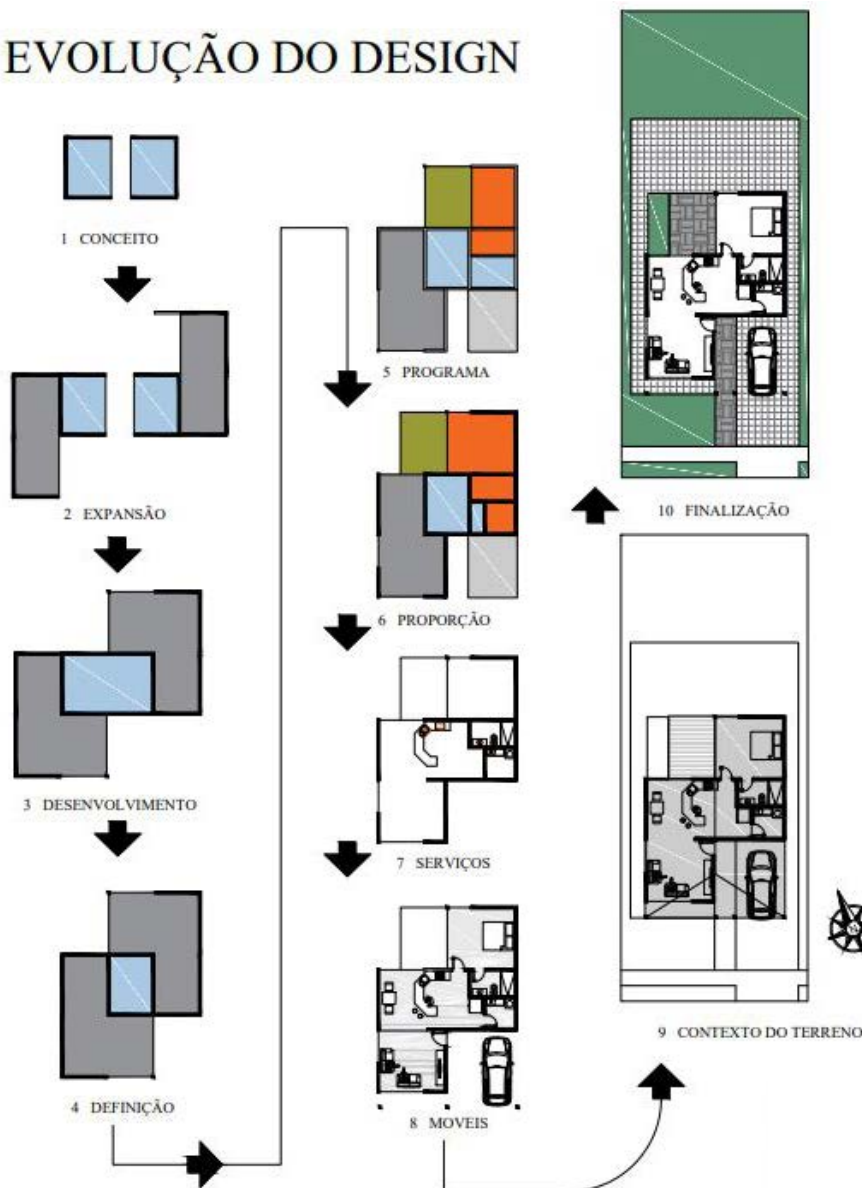 EVOLUÇÃO DO DESIGN
1 CONCEITO
2 EXPANSÃO
3 DESENVOLVIMENTO
4 DEFINIÇÃO
5 PROGRAMA
6 PROPORÇÃO
7 SERVIÇOS
8 MOVEIS
9 CONTEXTO DO TERRENO
10 FINALIZAÇÃO